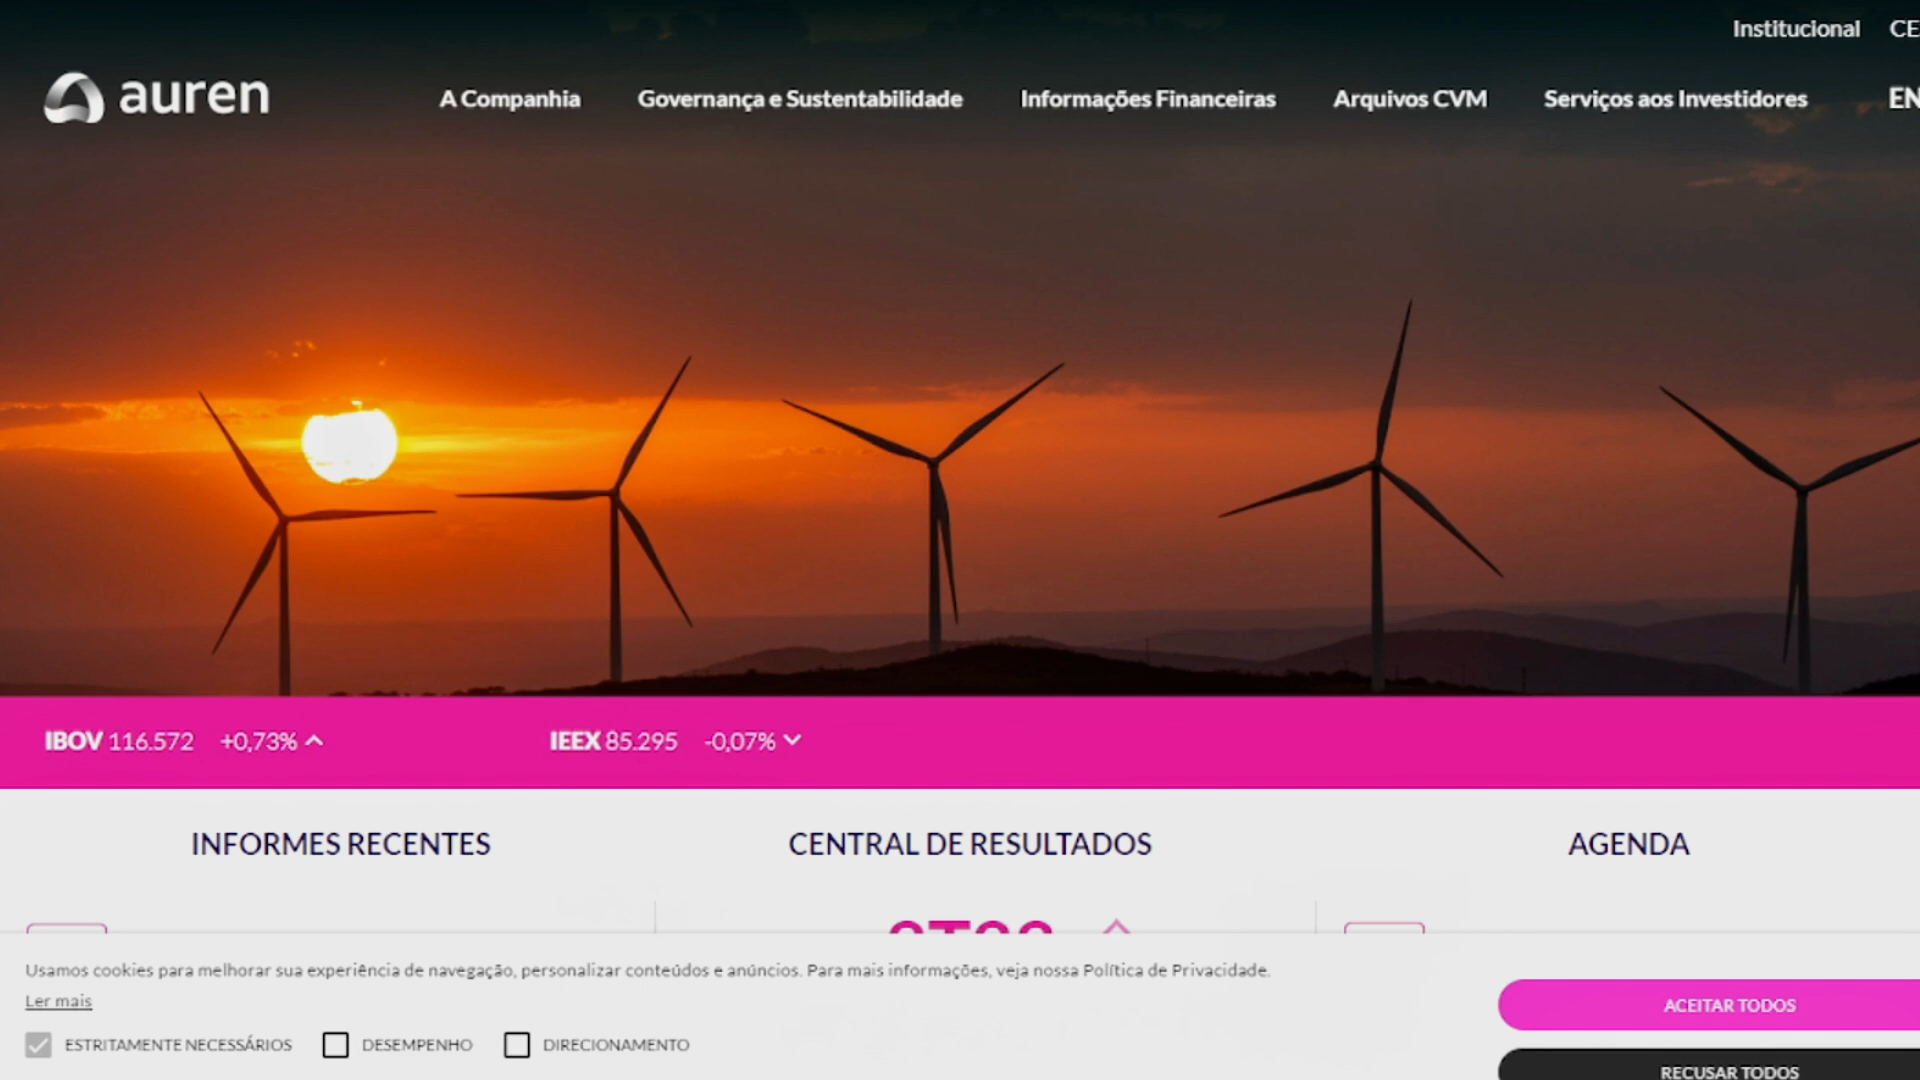 Institucional
auren
A Companhia
Governança e Sustentabilidade
Informações Financeiras
Arquivos CVM
Serviços aos Investidores
EN
IBOV 116.572 +0,73%
IEEX 85.295 -0,07%
INFORMES RECENTES
CENTRAL DE RESULTADOS
AGENDA
Usamos cookies para melhorar sua experiência de navegação, personalizar conteúdos e anúncios. Para mais informações, veja nossa Política de Privacidade.
Ler mais
ESTRITAMENTE NECESSÁRIOS
DESEMPENHO
DIRECIONAMENTO
ACEITAR TODOS
RECUSAR TODOS